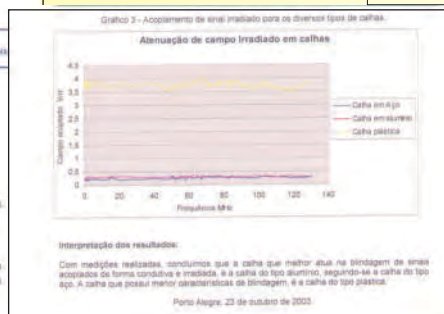 Gráfico 3 - Acoplamento de sinal irradiado para os diversos tipos de calhas.
Atenuação de campo Irradiado em calhas
Campo acoplado V/m
4,5
4
3,5
3
2,5
2
1,5
1
0,5
0
0
20
40
60
80
100
120
140
Frequência MHz
Calha em Aço
Calha em alumínio
Calha plástica
Interpretação dos resultados:
Com medições realizadas, concluímos que a calha que melhor atua na blindagem de sinais
acoplados de forma condutiva e irradiada, é a calha do tipo alumínio, seguindo-se a calha do tipo
aço. A calha que possui menor características de blindagem, é a calha do tipo plástica.
Porto Alegre, 23 de outubro de 2003.